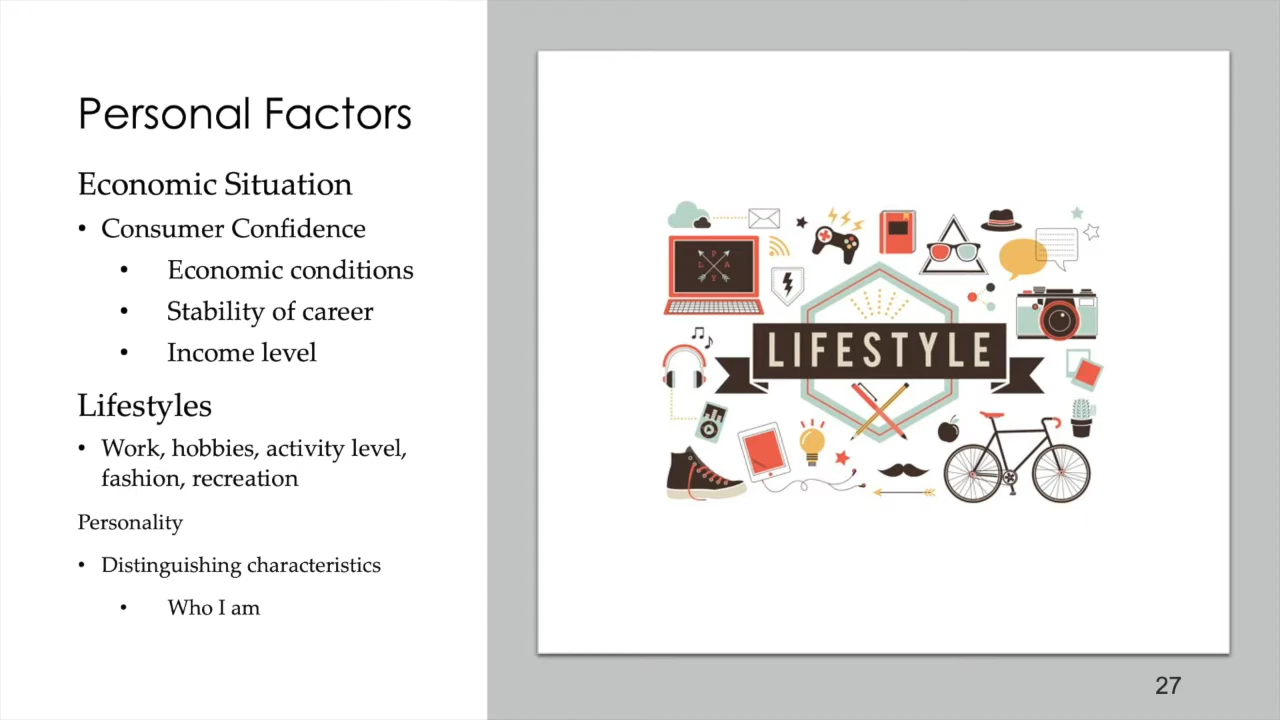 Personal Factors
Economic Situation
• Consumer Confidence
• Economic conditions
• Stability of career
• Income level
Lifestyles
• Work, hobbies, activity level,
fashion, recreation
Personality
• Distinguishing characteristics
• Who I am
P
L A
Y
LIFESTYLE
27